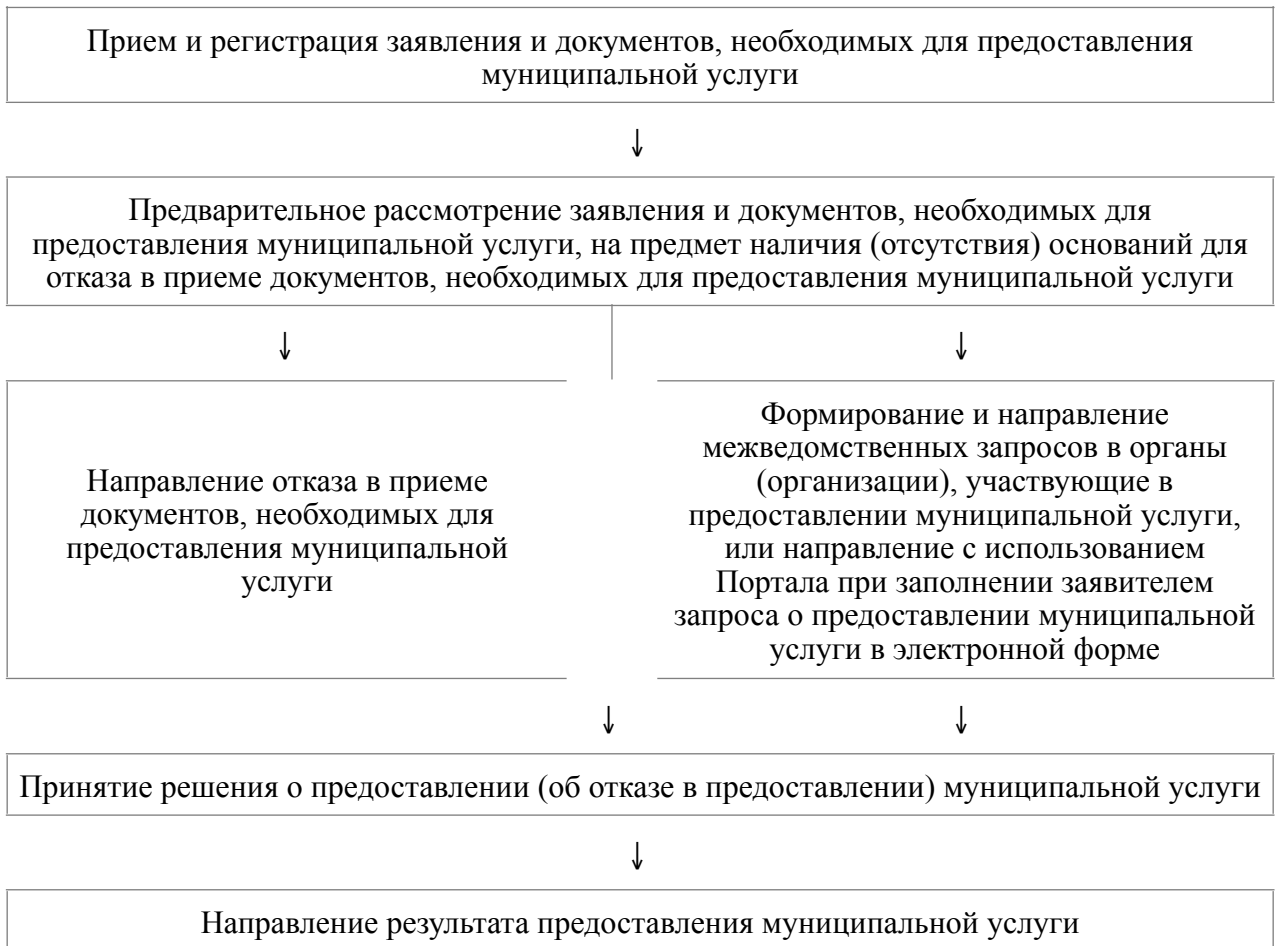 Прием и регистрация заявления и документов, необходимых для предоставления
муниципальной услуги
↓
Предварительное рассмотрение заявления и документов, необходимых для
предоставления муниципальной услуги, на предмет наличия (отсутствия) оснований для
отказа в приеме документов, необходимых для предоставления муниципальной услуги
↓ ↓
Направление отказа в приеме
документов, необходимых для
предоставления муниципальной
услуги
Формирование и направление
межведомственных запросов в органы
(организации), участвующие в
предоставлении муниципальной услуги,
или направление с использованием
Портала при заполнении заявителем
запроса о предоставлении муниципальной
услуги в электронной форме
↓ ↓
Принятие решения о предоставлении (об отказе в предоставлении) муниципальной услуги
↓
Направление результата предоставления муниципальной услуги